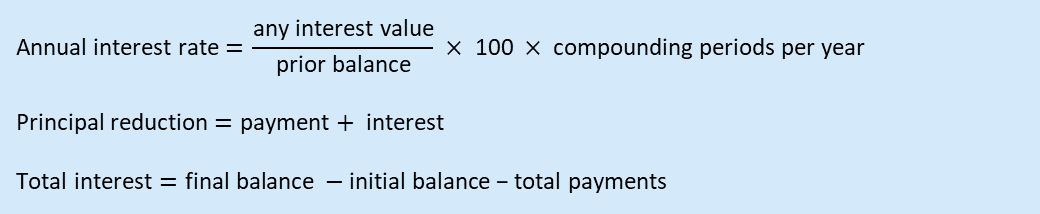 Annual interest rate = any interest value / prior balance × 100 × compounding periods per year
Principal reduction = payment + interest
Total interest = final balance − initial balance – total payments